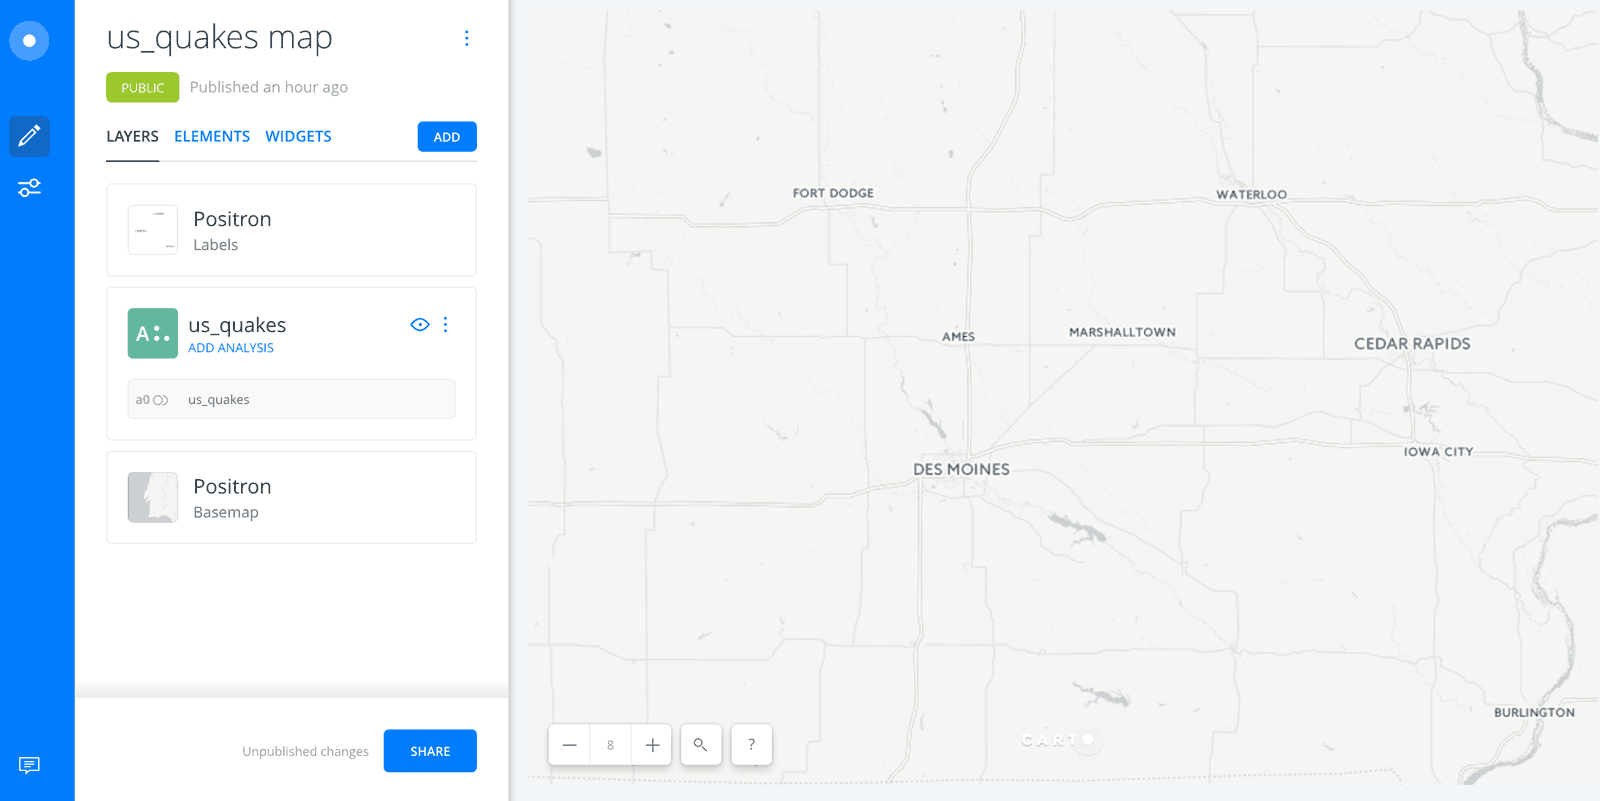 us_quakes map
PUBLIC Published an hour ago
LAYERS ELEMENTS WIDGETS ADD
Positron
Labels
A
us_quakes
ADD ANALYSIS
a0 us_quakes
Positron
Basemap
Unpublished changes SHARE
FORT DODGE
WATERLOO
AMES
MARSHALLTOWN
CEDAR RAPIDS
IOWA CITY
DES MOINES
BURLINGTON
8 ?
CARTO